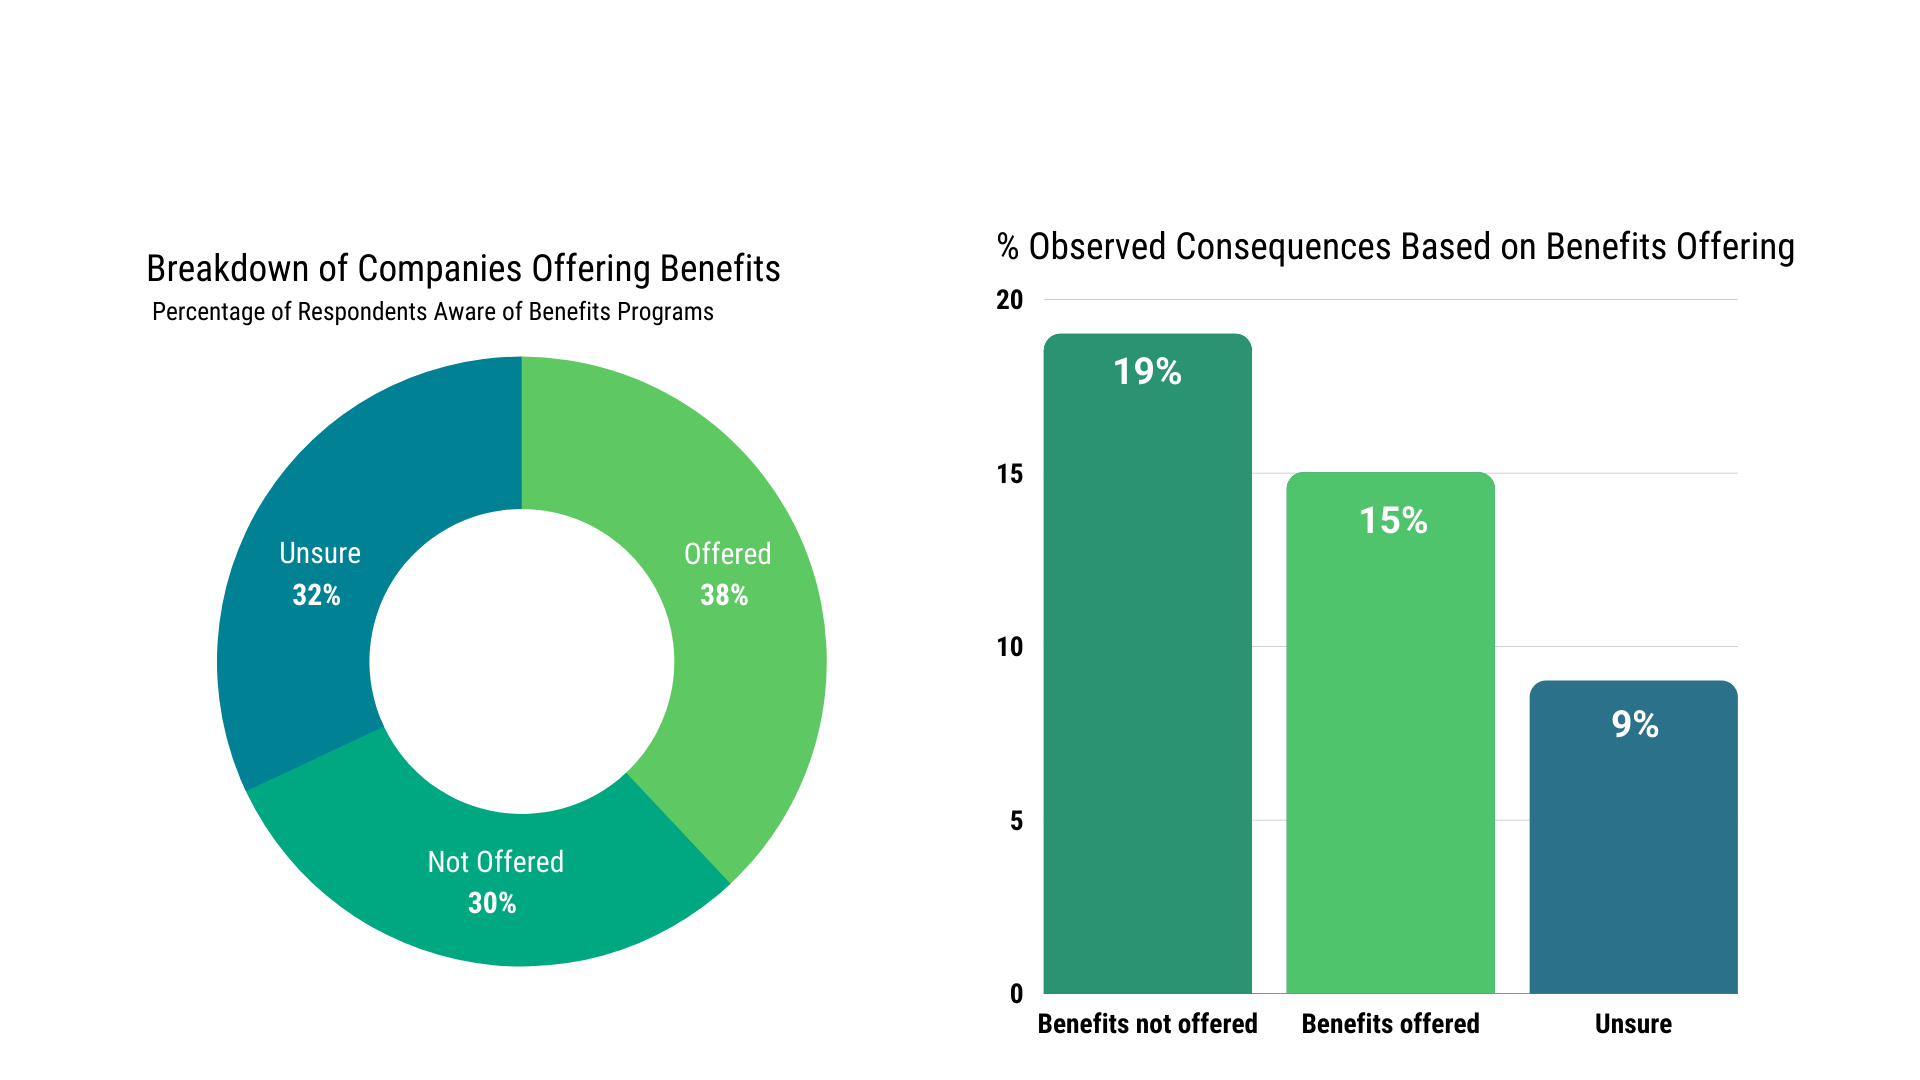 Breakdown of Companies Offering Benefits
Percentage of Respondents Aware of Benefits Programs
Unsure
32%
Offered
38%
Not Offered
30%
% Observed Consequences Based on Benefits Offering
20
15
10
5
0
19%
15%
9%
Benefits not offered
Benefits offered
Unsure